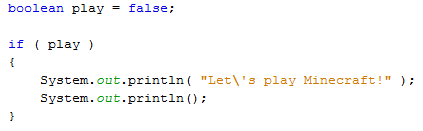 boolean play = false;
if ( play )
{
System.out.println( "Let\'s play Minecraft!" );
System.out.println();
}